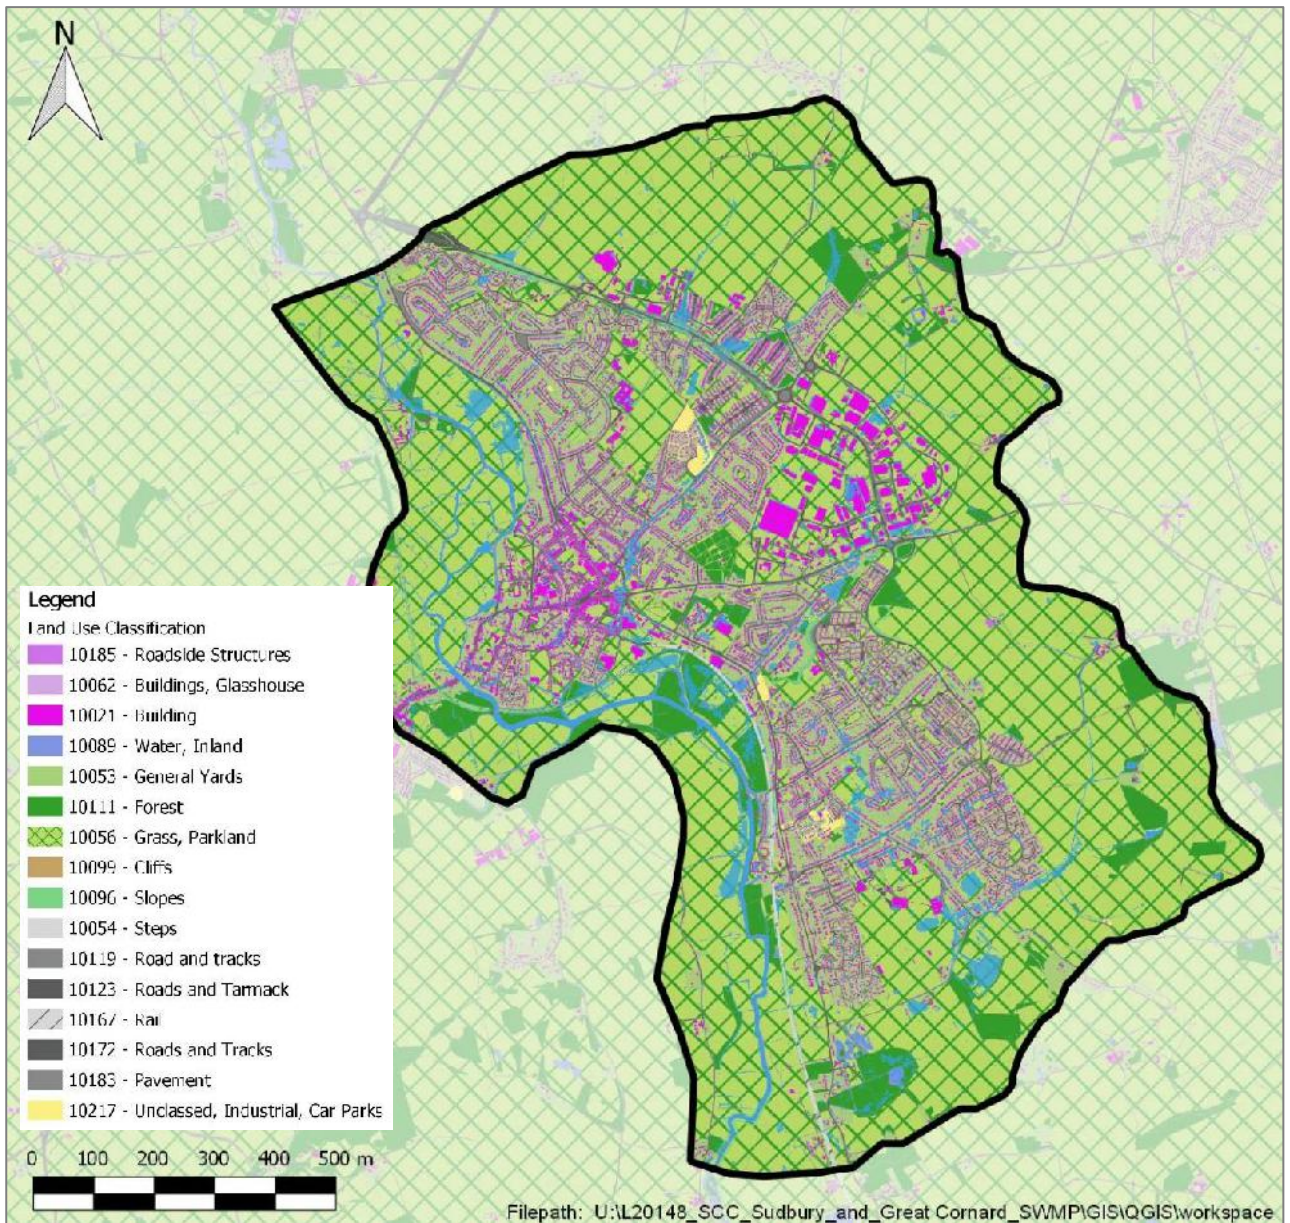 N
Legend
Land Use Classification
10185 - Roadside Structures
10062 - Buildings, Glasshouse
10021 - Building
10089 - Water, Inland
10053 - General Yards
10111 - Forest
10056 - Grass, Parkland
10099 - Cliffs
10096 - Slopes
10054 - Steps
10119 - Road and tracks
10123 - Roads and Tarmack
10167 - Rail
10172 - Roads and Tracks
10183 - Pavement
10217 - Unclassed, Industrial, Car Parks
0 100 200 300 400 500 m
Filepath: U:\L20148_SCC_Sudbury_and_Great Cornard_SWMP\GIS\QGIS\workspace